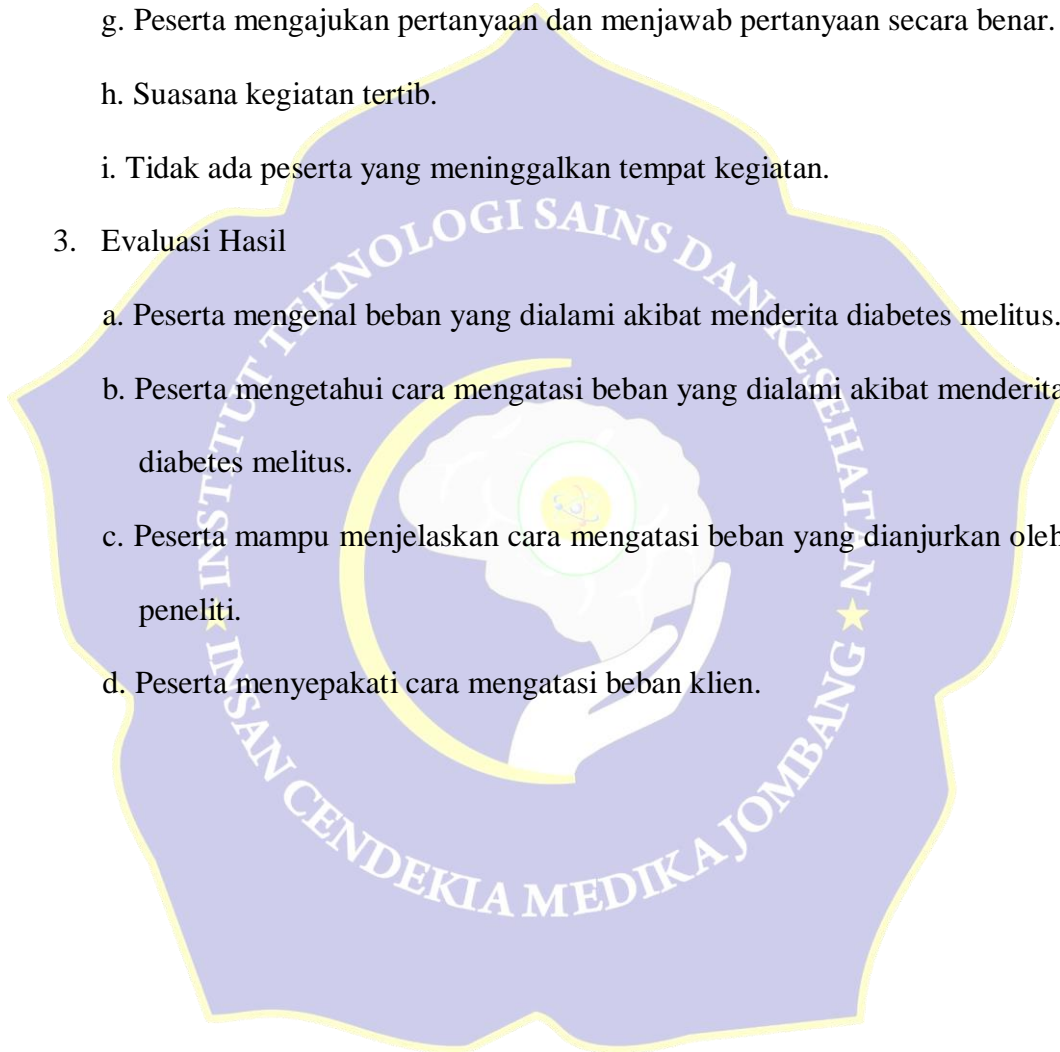 g. Peserta mengajukan pertanyaan dan menjawab pertanyaan secara benar.
h. Suasana kegiatan tertib.
i. Tidak ada peserta yang meninggalkan tempat kegiatan.
3. Evaluasi Hasil
a. Peserta mengenal beban yang dialami akibat menderita diabetes melitus.
b. Peserta mengetahui cara mengatasi beban yang dialami akibat menderita
diabetes melitus.
c. Peserta mampu menjelaskan cara mengatasi beban yang dianjurkan oleh
peneliti.
d. Peserta menyepakati cara mengatasi beban klien.
INSTITUT TEKNOLOGI SAINS DAN KESEHATAN
INSAN CENDEKIA MEDIKA JOMBANG